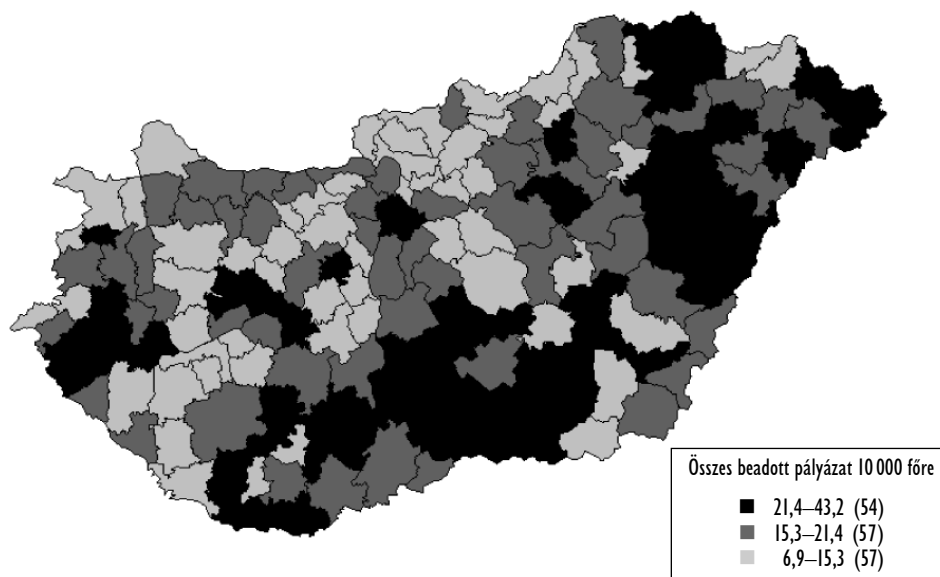 Összes beadott pályázat 10 000 főre
21,4–43,2 (54)
15,3–21,4 (57)
6,9–15,3 (57)